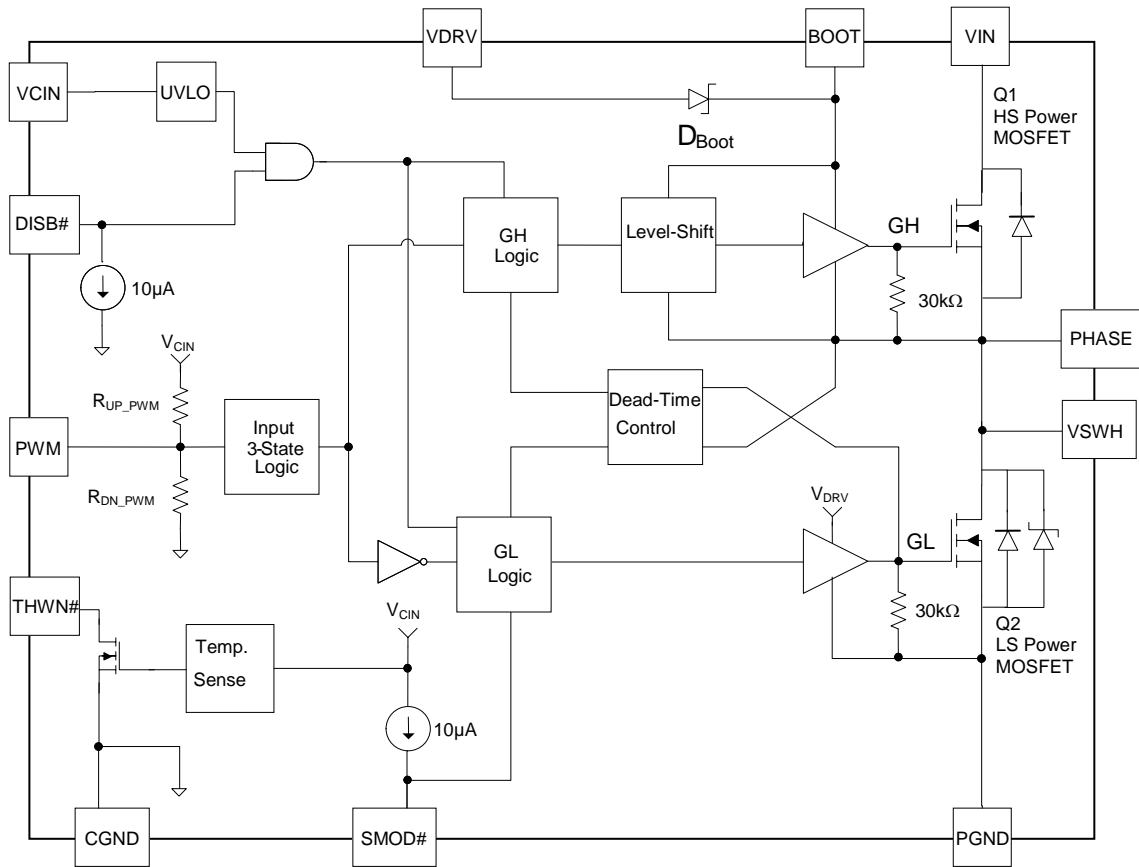 VDRV
BOOT
VIN
VCIN
UVLO
Q1
HS Power
MOSFET
DBoot
DISB#
GH
Logic
Level-Shift
GH
10µA
30kΩ
VCIN
PHASE
RUP_PWM
Dead-Time
Control
Input
3-State
Logic
PWM
VSWH
RDN_PWM
VDRV
GL
Logic
GL
THWN#
VCIN
30kΩ
Temp.
Sense
Q2
LS Power
MOSFET
10µA
CGND
SMOD#
PGND